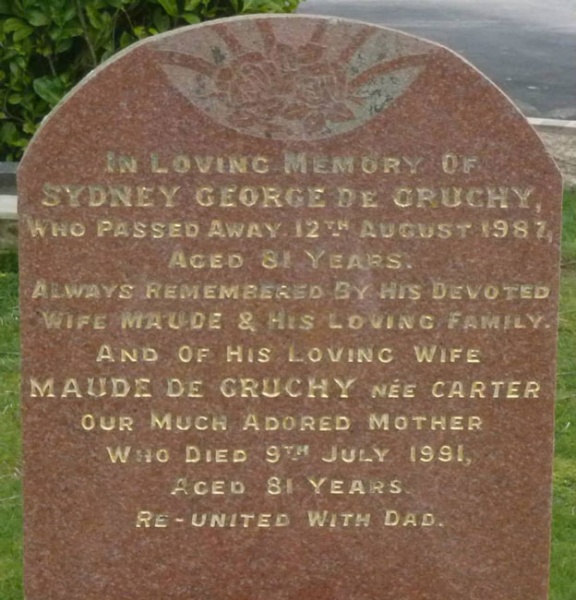 IN LOVING MEMORY OF
SYDNEY GEORGE DE GRUCHY,
WHO PASSED AWAY 12TH AUGUST 1987,
AGED 81 YEARS.
ALWAYS REMEMBERED BY HIS DEVOTED
WIFE MAUDE & HIS LOVING FAMILY.
AND OF HIS LOVING WIFE
MAUDE DE GRUCHY NÉE CARTER
OUR MUCH ADORED MOTHER
WHO DIED 9TH JULY 1991,
AGED 81 YEARS.
RE-UNITED WITH DAD.